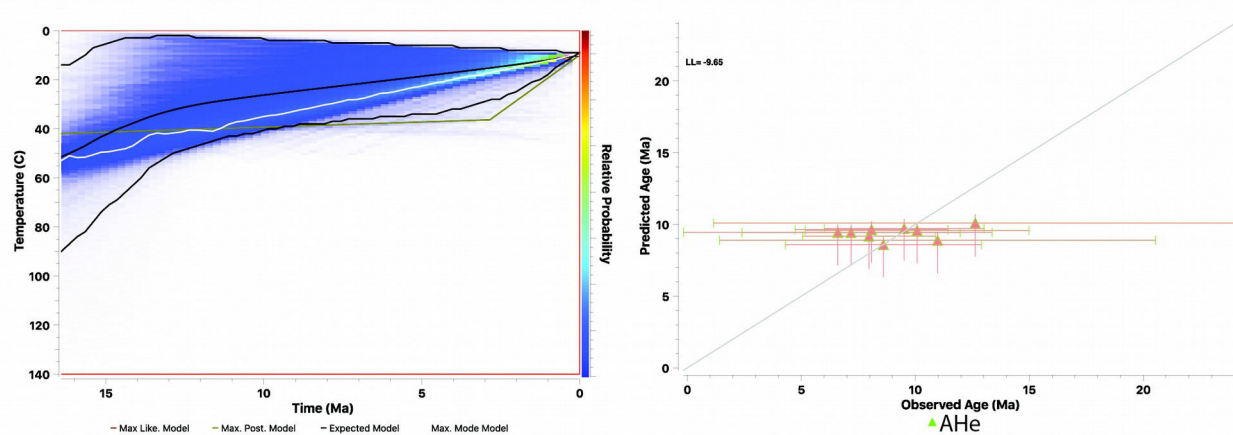 0
20
40
60
80
100
120
140
Temperature (C)
15
10
5
0
Time (Ma)
Relative Probability
Max Like. Model
Max. Post. Model
Expected Model
Max. Mode Model
LL= -9.65
20
15
10
5
0
Predicted Age (Ma)
0
5
10
15
20
Observed Age (Ma)
AHe